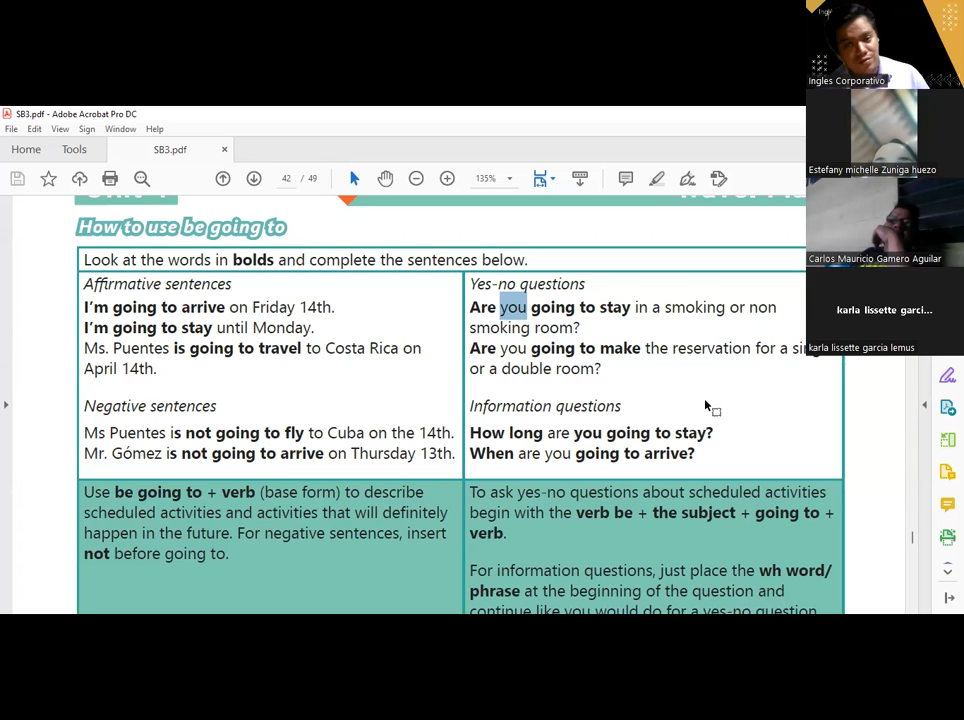 SB3.pdf - Adobe Acrobat Pro DC
File Edit View Sign Window Help
Home Tools SB3.pdf ×
42 / 49 135%
How to use be going to
Look at the words in bolds and complete the sentences below.
Affirmative sentences
I'm going to arrive on Friday 14th.
I'm going to stay until Monday.
Ms. Puentes is going to travel to Costa Rica on
April 14th.
Negative sentences
Ms Puentes is not going to fly to Cuba on the 14th.
Mr. Gómez is not going to arrive on Thursday 13th.
Yes-no questions
Are you going to stay in a smoking or non
smoking room?
Are you going to make the reservation for a
or a double room?
Information questions
How long are you going to stay?
When are you going to arrive?
Use be going to + verb (base form) to describe
scheduled activities and activities that will definitely
happen in the future. For negative sentences, insert
not before going to.
To ask yes-no questions about scheduled activities
begin with the verb be + the subject + going to +
verb.
For information questions, just place the wh word/
phrase at the beginning of the question and
continue like you would do for a yes-no question
Ingles Corporativo
Estefany michelle Zuniga huezo
Carlos Mauricio Gamero Aguilar
karla lissette garci...
karla lissette garcia lemus